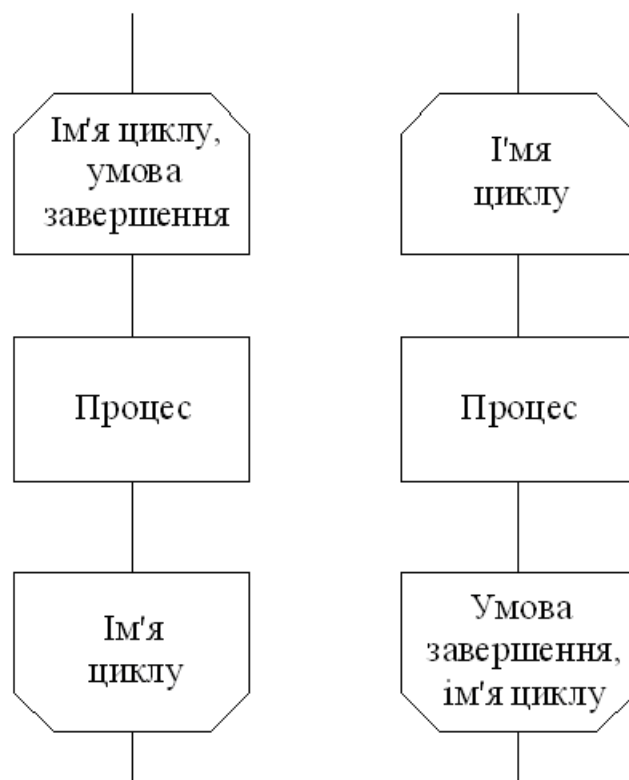 Ім'я циклу,
умова
завершення
Процес
Ім'я
циклу
І'мя
циклу
Процес
Умова
завершення,
ім'я циклу